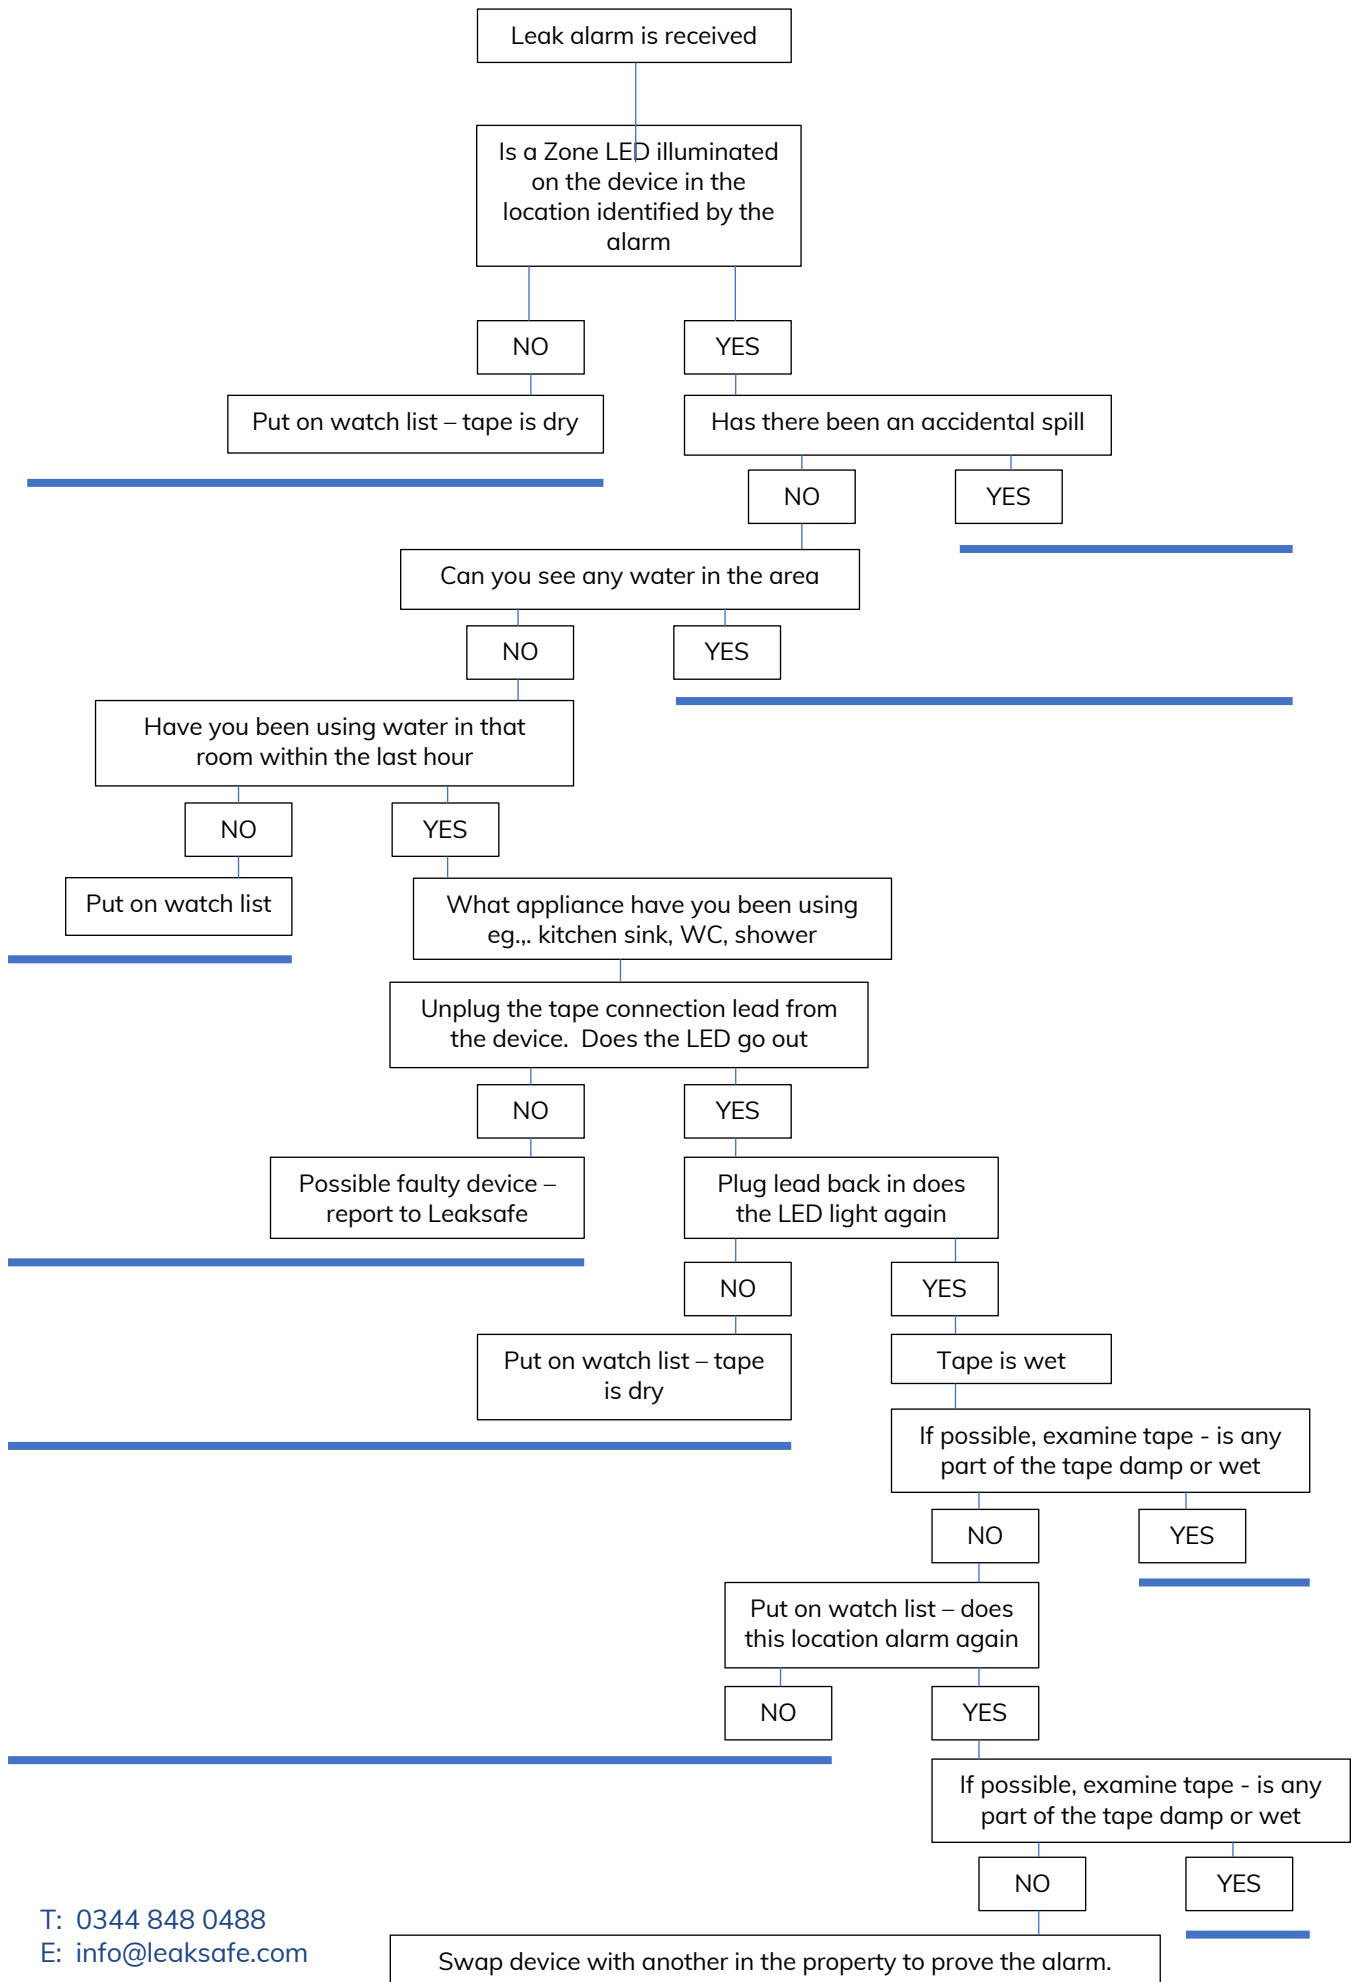 Leak alarm is received
Is a Zone LED illuminated
on the device in the
location identified by the
alarm
NO
YES
Put on watch list – tape is dry
Has there been an accidental spill
NO
YES
Can you see any water in the area
NO
YES
Have you been using water in that
room within the last hour
NO
YES
Put on watch list
What appliance have you been using
eg.,. kitchen sink, WC, shower
Unplug the tape connection lead from
the device.  Does the LED go out
NO
YES
Possible faulty device –
report to Leaksafe
Plug lead back in does
the LED light again
NO
YES
Put on watch list – tape
is dry
Tape is wet
If possible, examine tape - is any
part of the tape damp or wet
NO
YES
Put on watch list – does
this location alarm again
NO
YES
If possible, examine tape - is any
part of the tape damp or wet
NO
YES
T:  0344 848 0488
E:  info@leaksafe.com
Swap device with another in the property to prove the alarm.